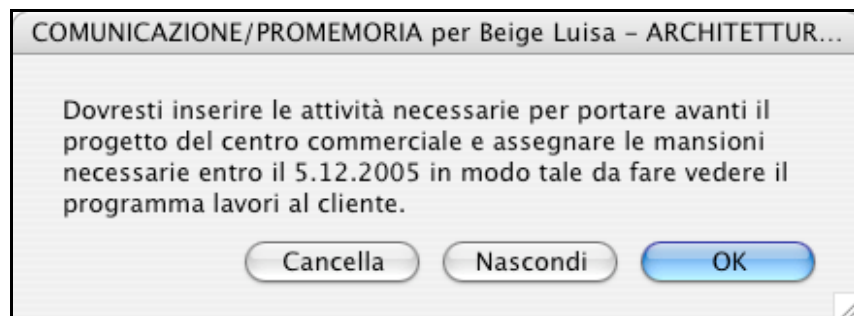 COMUNICAZIONE/PROMEMORIA per Beige Luisa – ARCHITETTUR...
Dovresti inserire le attività necessarie per portare avanti il
progetto del centro commerciale e assegnare le mansioni
necessarie entro il 5.12.2005 in modo tale da fare vedere il
programma lavori al cliente.
Cancella Nascondi OK